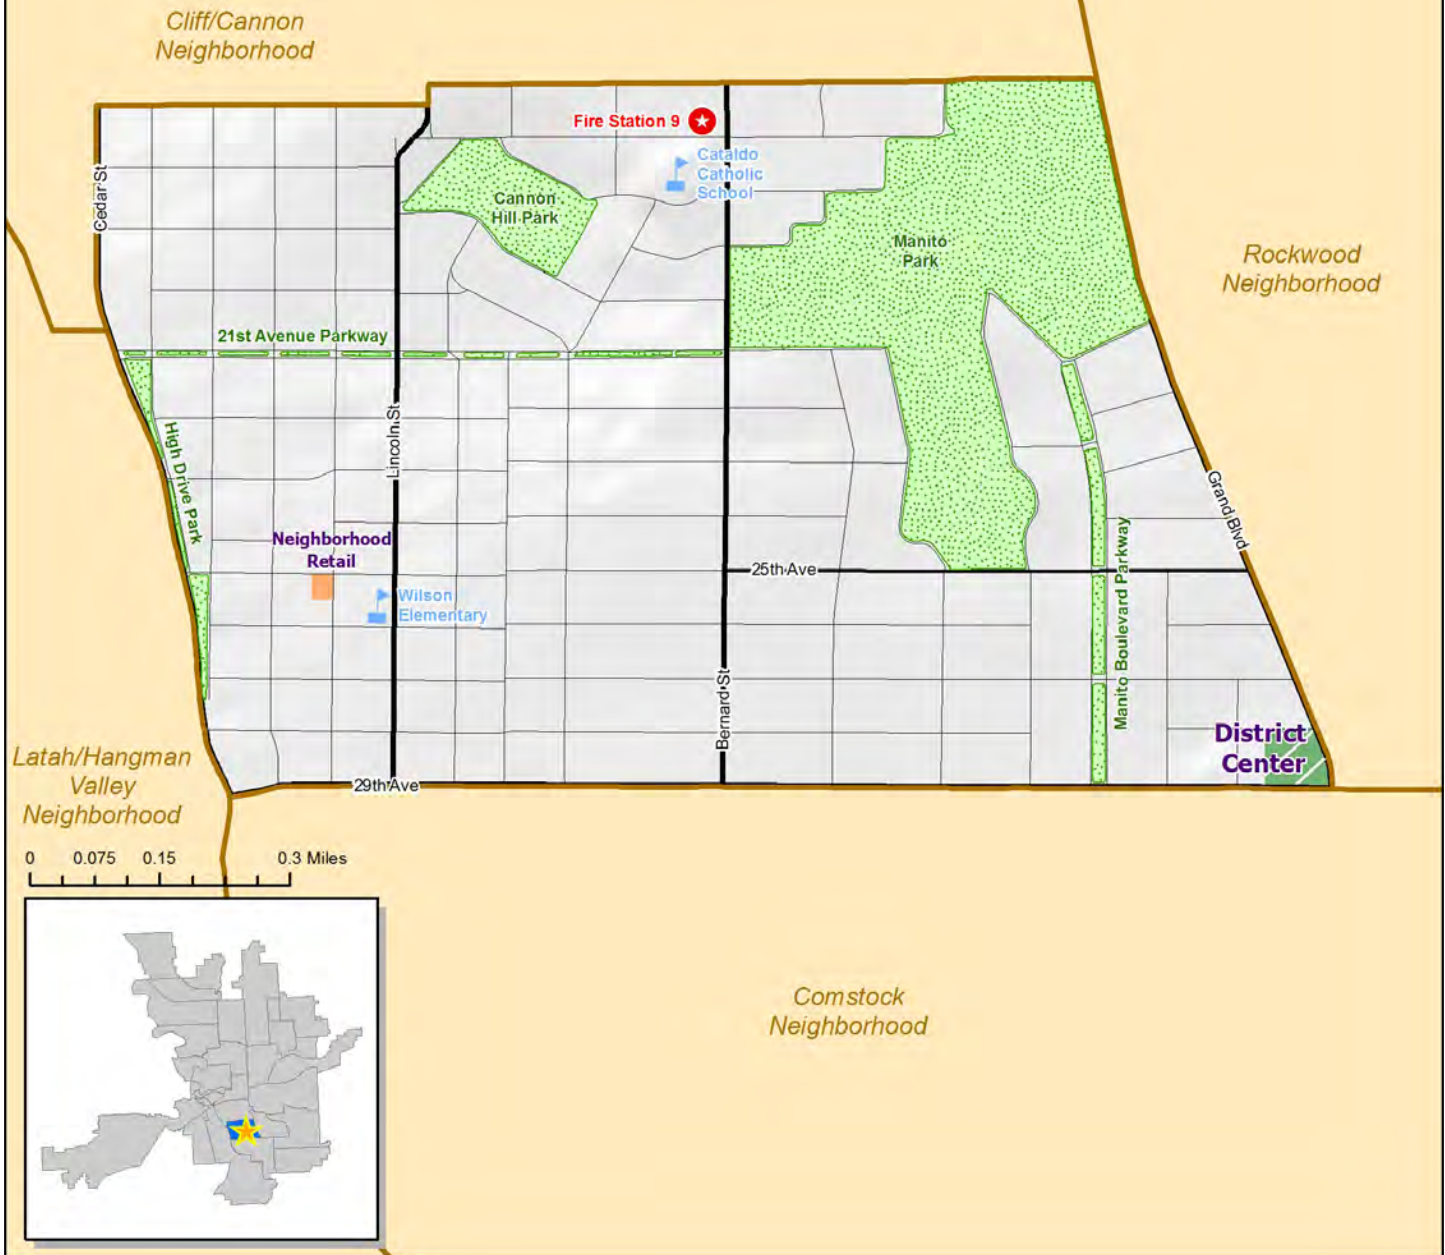 Cliff/Cannon
Neighborhood
Fire Station 9
Cataldo
Catholic
School
Cedar St
Cannon
Hill Park
Manito
Park
Rockwood
Neighborhood
21st Avenue Parkway
Lincoln St
High Drive Park
Grand Blvd
Neighborhood
Retail
25th Ave
Wilson
Elementary
Manito Boulevard Parkway
Bernard St
District
Center
Latah/Hangman
Valley
Neighborhood
29th Ave
0 0.075 0.15 0.3 Miles
Comstock
Neighborhood